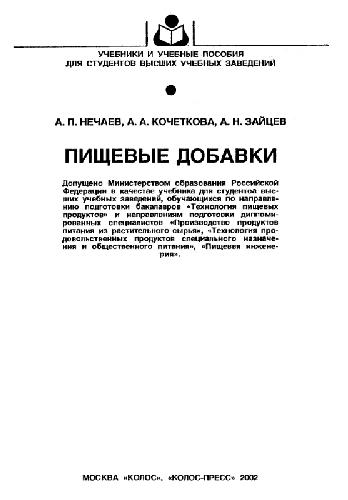 УЧЕБНИКИ И УЧЕБНЫЕ ПОСОБИЯ
ДЛЯ СТУДЕНТОВ ВЫСШИХ УЧЕБНЫХ ЗАВЕДЕНИЙ
А. П. НЕЧАЕВ, А. А. КОЧЕТКОВА, А. Н. ЗАЙЦЕВ
ПИЩЕВЫЕ ДОБАВКИ
Допущено Министерством образования Российской
Федерации в качестве учебника для студентов выс-
ших учебных заведений, обучающихся по направле-
нию подготовки бакалавров «Технология пищевых
продуктов» и направлениям подготовки дипломи-
рованных специалистов «Производство продуктов
питания из растительного сырья», «Технология про-
довольственных продуктов специального назначе-
ния и общественного питания», «Пищевая инжене-
рия».
МОСКВА «КОЛОС», «КОЛОС-ПРЕСС» 2002